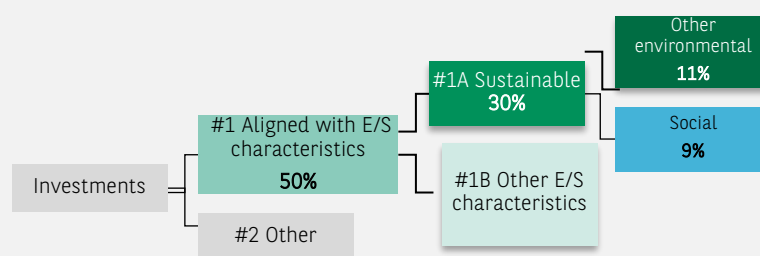 Investments
#1 Aligned with E/S
characteristics
50%
#2 Other
#1A Sustainable
30%
#1B Other E/S
characteristics
Other
environmental
11%
Social
9%